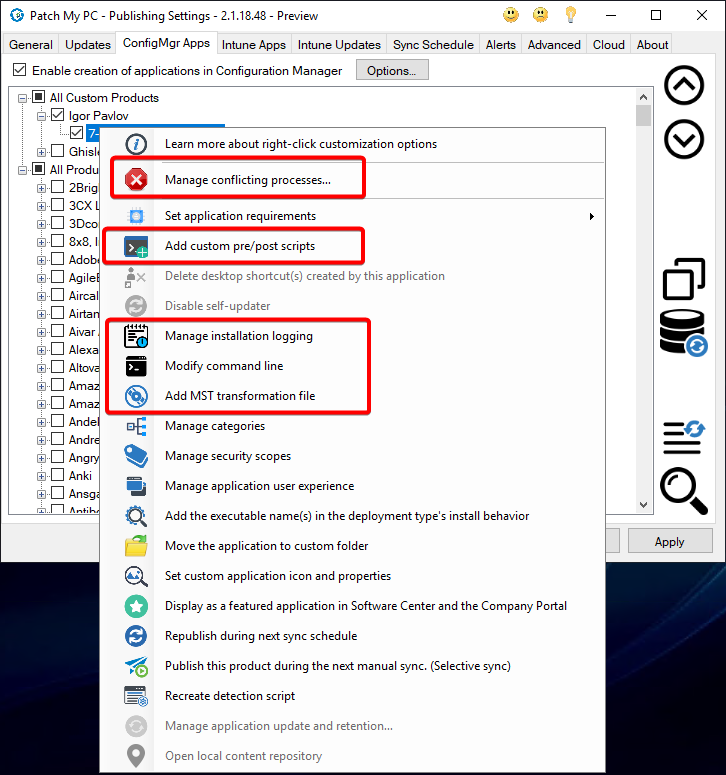 Patch My PC - Publishing Settings - 2.1.18.48 - Preview
General Updates ConfigMgr Apps Intune Apps Intune Updates Sync Schedule Alerts Advanced Cloud About
Enable creation of applications in Configuration Manager Options...
All Custom Products
Igor Pavlov
7-
Ghisle
All Produ
2Brigh
3CX L
3Dcor
8x8, In
Adobe
AgileB
Aircal
Airtan
Aivar
Alexa
Altova
Amaz
Amaz
Andel
Andre
Angry
Anki
Ansga
Antibo
Learn more about right-click customization options
Manage conflicting processes...
Set application requirements
Add custom pre/post scripts
Delete desktop shortcut(s) created by this application
Disable self-updater
Manage installation logging
Modify command line
Add MST transformation file
Manage categories
Manage security scopes
Manage application user experience
Add the executable name(s) in the deployment type's install behavior
Move the application to custom folder
Set custom application icon and properties
Display as a featured application in Software Center and the Company Portal
Republish during next sync schedule
Publish this product during the next manual sync. (Selective sync)
Recreate detection script
Manage application update and retention...
Open local content repository
Apply